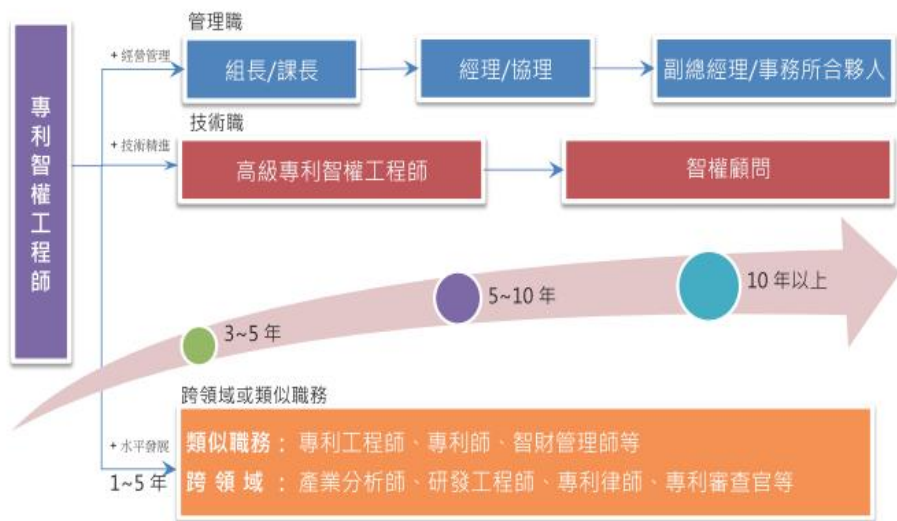 專利智權工程師
管理職
+ 經營管理
組長/課長
經理/協理
副總經理/事務所合夥人
技術職
+ 技術精進
高級專利智權工程師
智權顧問
3~5 年
5~10 年
10 年以上
跨領域或類似職務
+ 水平發展
1~5 年
類似職務 : 專利工程師、專利師、智財管理師等
跨 領 域 : 產業分析師、研發工程師、專利律師、專利審查官等